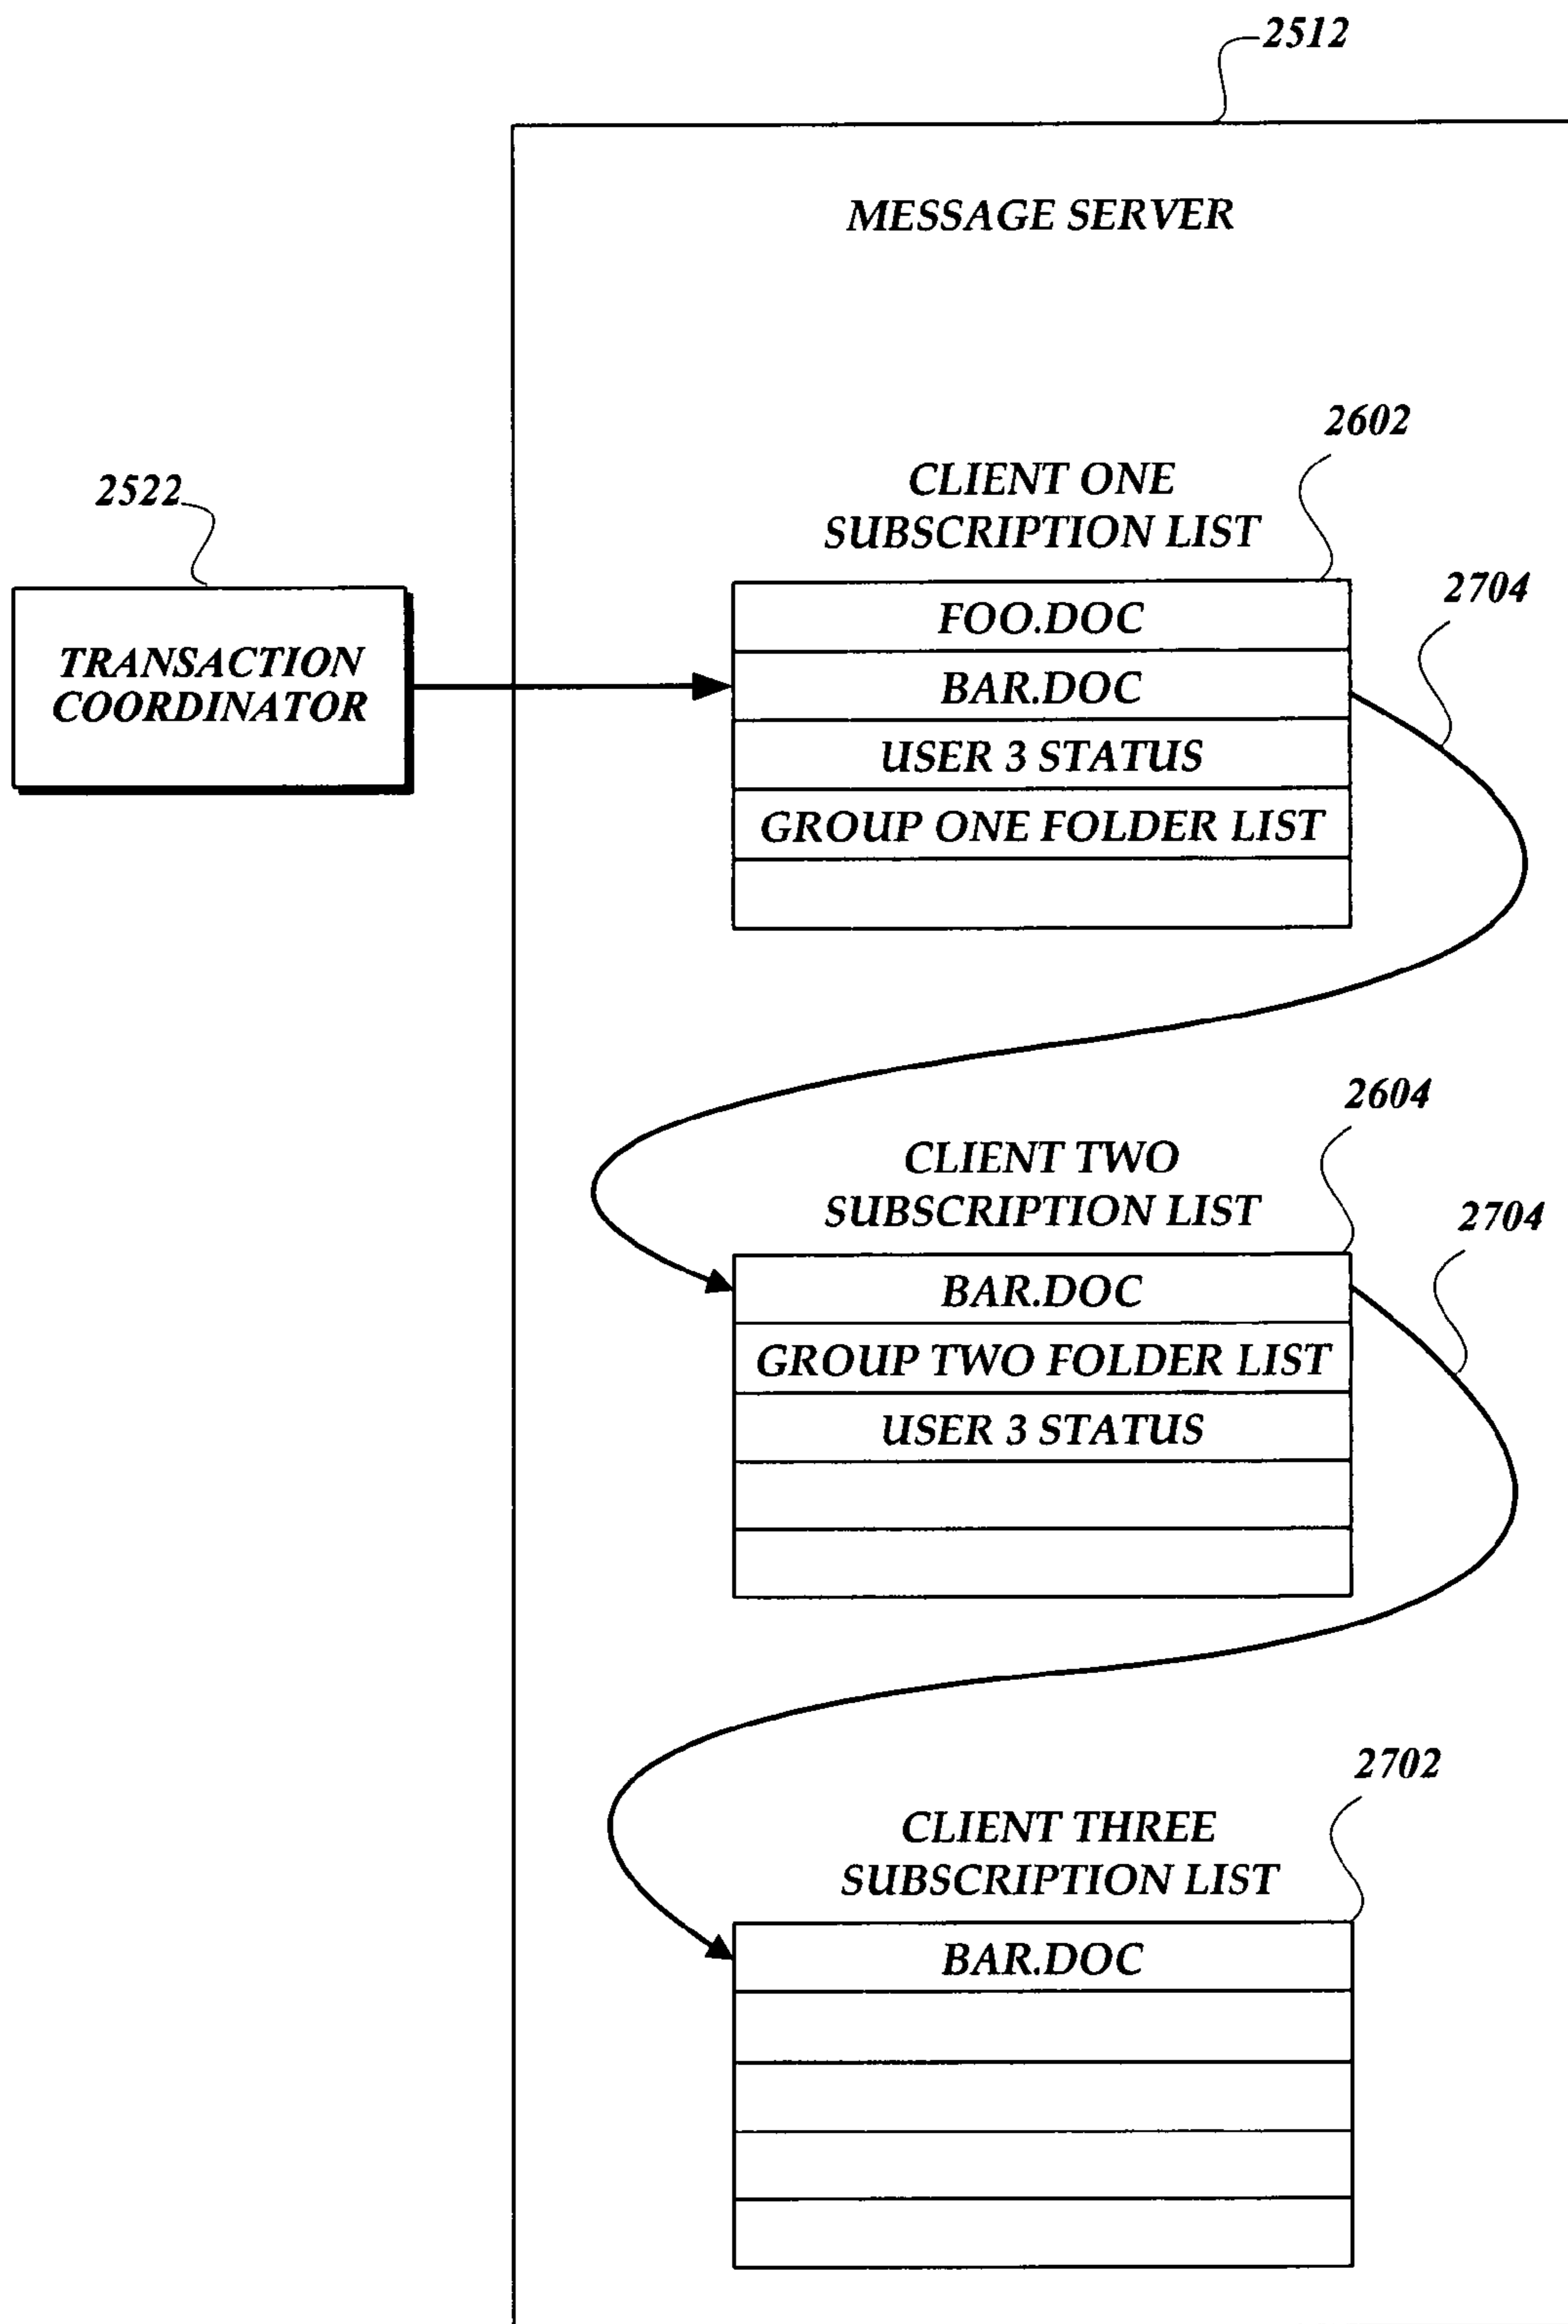 2512
MESSAGE SERVER
2602
CLIENT ONE
SUBSCRIPTION LIST
2522
2704
FOO.DOC
TRANSACTION
COORDINATOR
BAR.DOC
USER 3 STATUS
GROUP ONE FOLDER LIST
2604
CLIENT TWO
SUBSCRIPTION LIST
2704
BAR.DOC
GROUP TWO FOLDER LIST
USER 3 STATUS
2702
CLIENT THREE
SUBSCRIPTION LIST
BAR.DOC